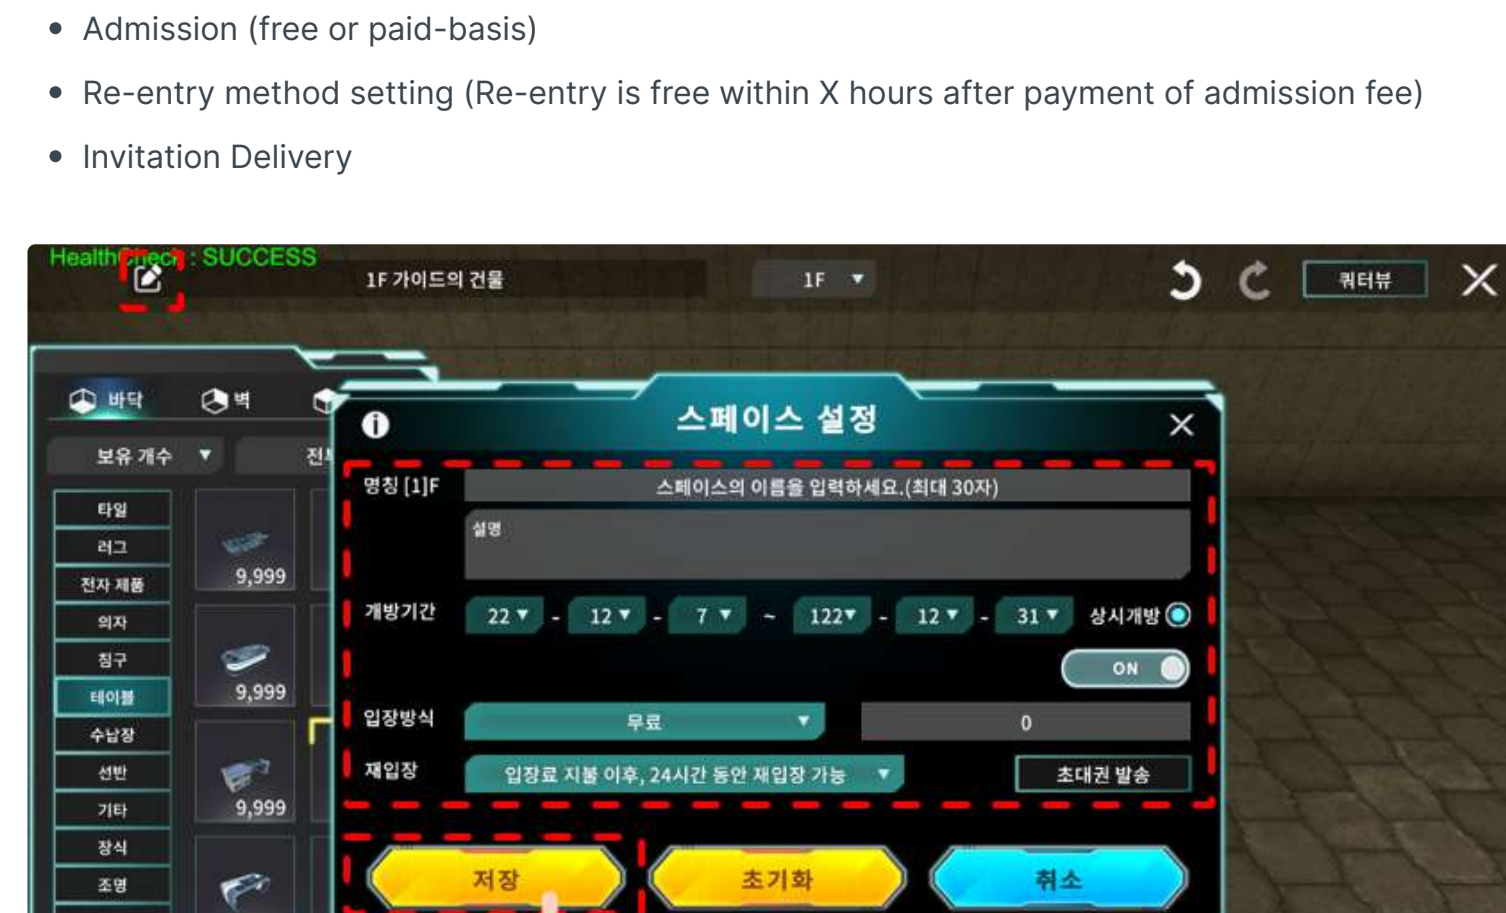 Admission (free or paid-basis)
Re-entry method setting (Re-entry is free within X hours after payment of admission fee)
Invitation Delivery
HealthCheck : SUCCESS
1F 가이드의 건물
1F
쿼터뷰
바닥
벽
보유 개수
스페이스 설정
명칭 [1]F
스페이스의 이름을 입력하세요.(최대 30자)
설명
타일
러그
전자 제품
의자
침구
테이블
수납장
선반
기타
장식
조명
9,999
9,999
9,999
개방기간
22 - 12 - 7 ~ 122 - 12 - 31 상시개방
ON
입장방식
무료
0
재입장
입장료 지불 이후, 24시간 동안 재입장 가능
초대권 발송
저장
초기화
취소